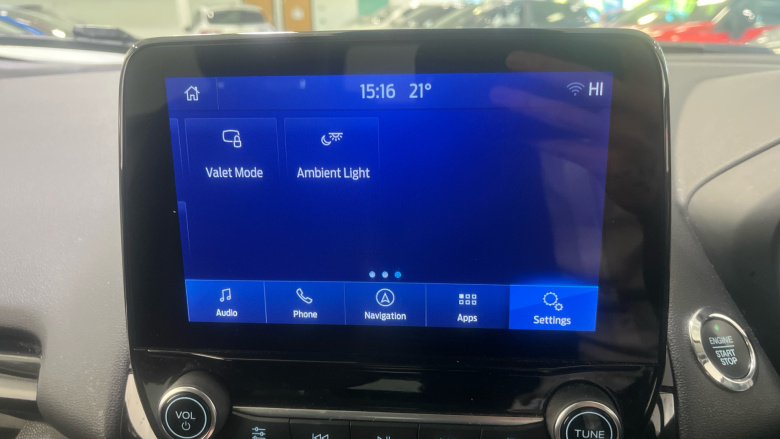 15:16 21° HI
Valet Mode Ambient Light
Audio Phone Navigation Apps Settings
ENGINE
START
STOP
VOL
TUNE